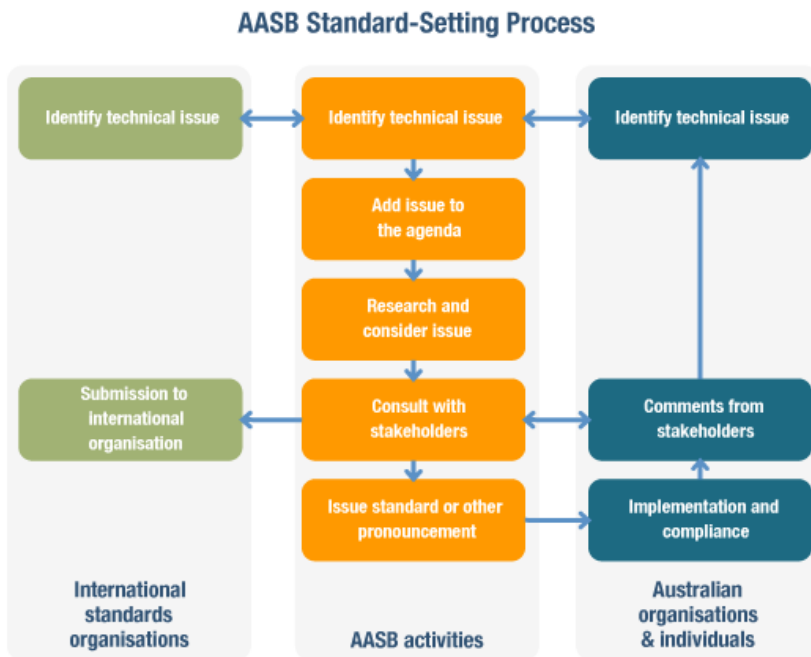 AASB Standard-Setting Process
Identify technical issue
Identify technical issue
Identify technical issue
Add issue to
the agenda
Research and
consider issue
Submission to
international
organisation
Consult with
stakeholders
Comments from
stakeholders
Issue standard or other
pronouncement
Implementation and
compliance
International
standards
organisations
AASB activities
Australian
organisations
& individuals